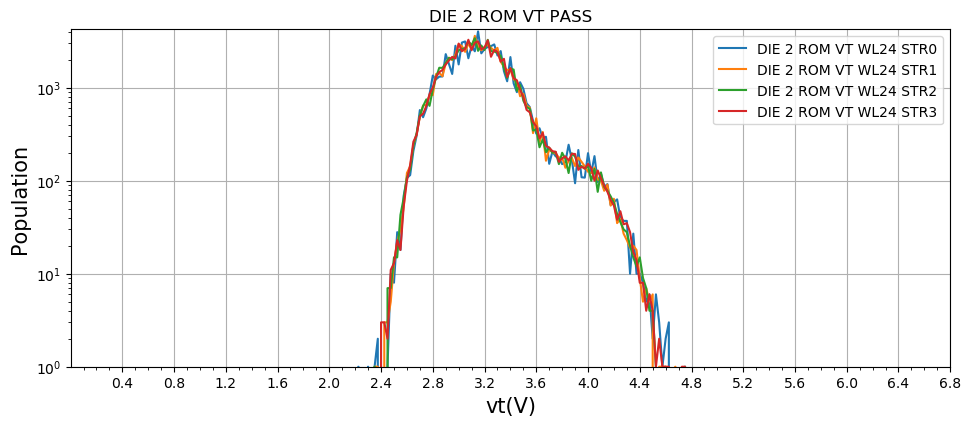 DIE 2 ROM VT PASS
DIE 2 ROM VT WL24 STR0
DIE 2 ROM VT WL24 STR1
DIE 2 ROM VT WL24 STR2
DIE 2 ROM VT WL24 STR3
Population
10³
10²
10¹
10⁰
0.4 0.8 1.2 1.6 2.0 2.4 2.8 3.2 3.6 4.0 4.4 4.8 5.2 5.6 6.0 6.4 6.8
vt(V)